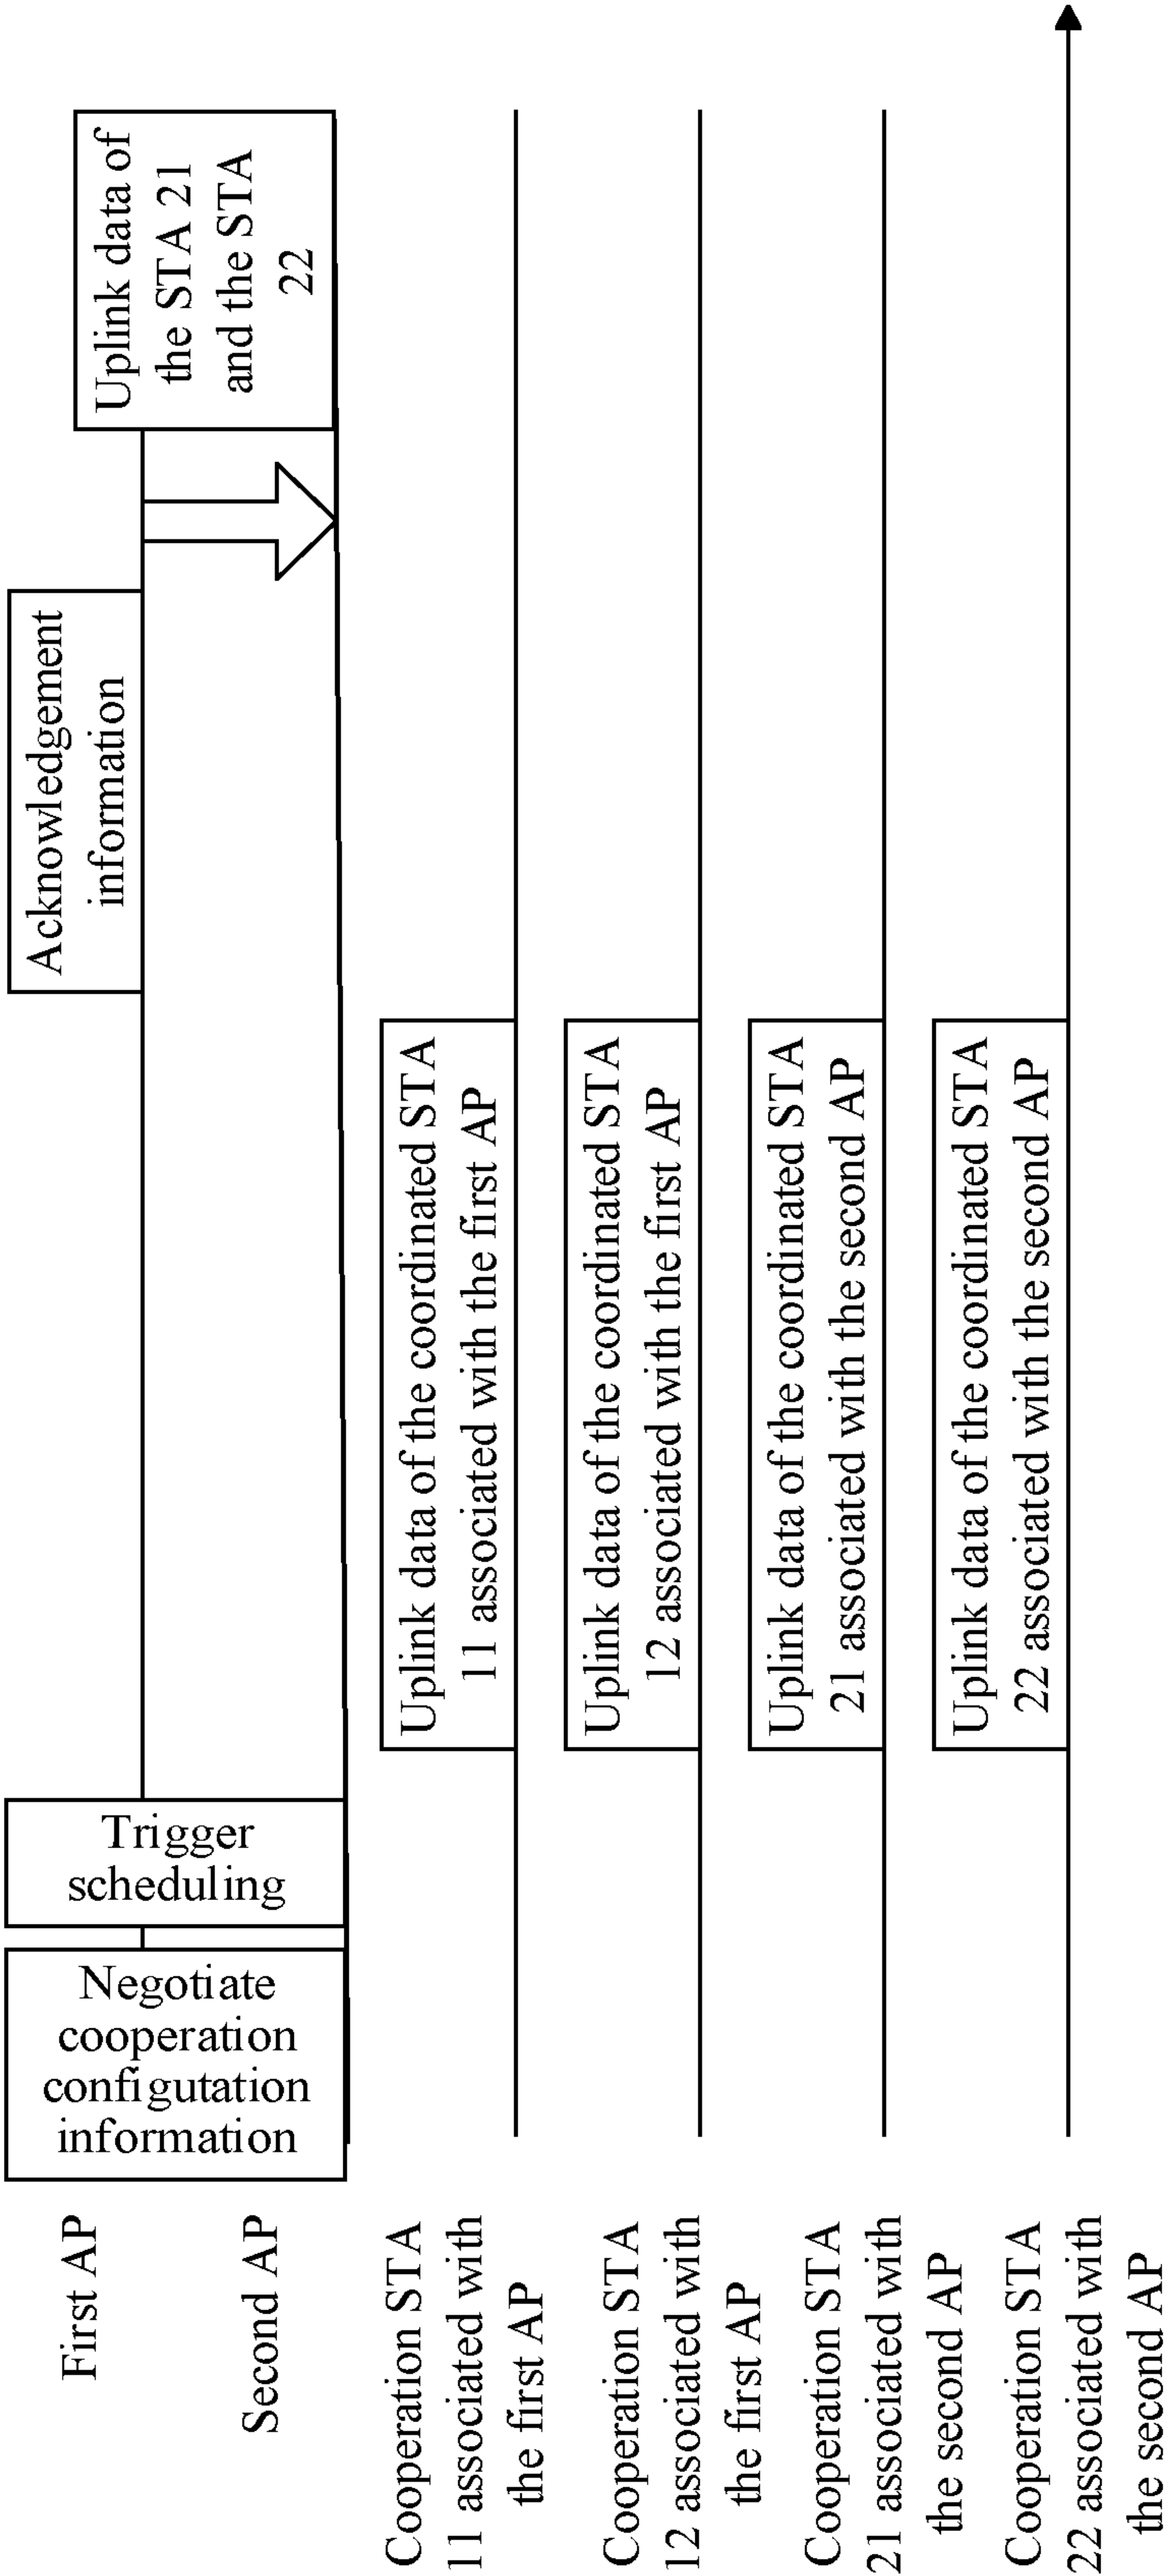 First AP
Negotiate
cooperation
configutation
information
Trigger
scheduling
Acknowledgement
information
Uplink data of
the STA 21
and the STA
22
Second AP
Cooperation STA
11 associated with
the first AP
Uplink data of the coordinated STA
11 associated with the first AP
Cooperation STA
12 associated with
the first AP
Uplink data of the coordinated STA
12 associated with the first AP
Cooperation STA
21 associated with
the second AP
Uplink data of the coordinated STA
21 associated with the second AP
Cooperation STA
22 associated with
the second AP
Uplink data of the coordinated STA
22 associated with the second AP